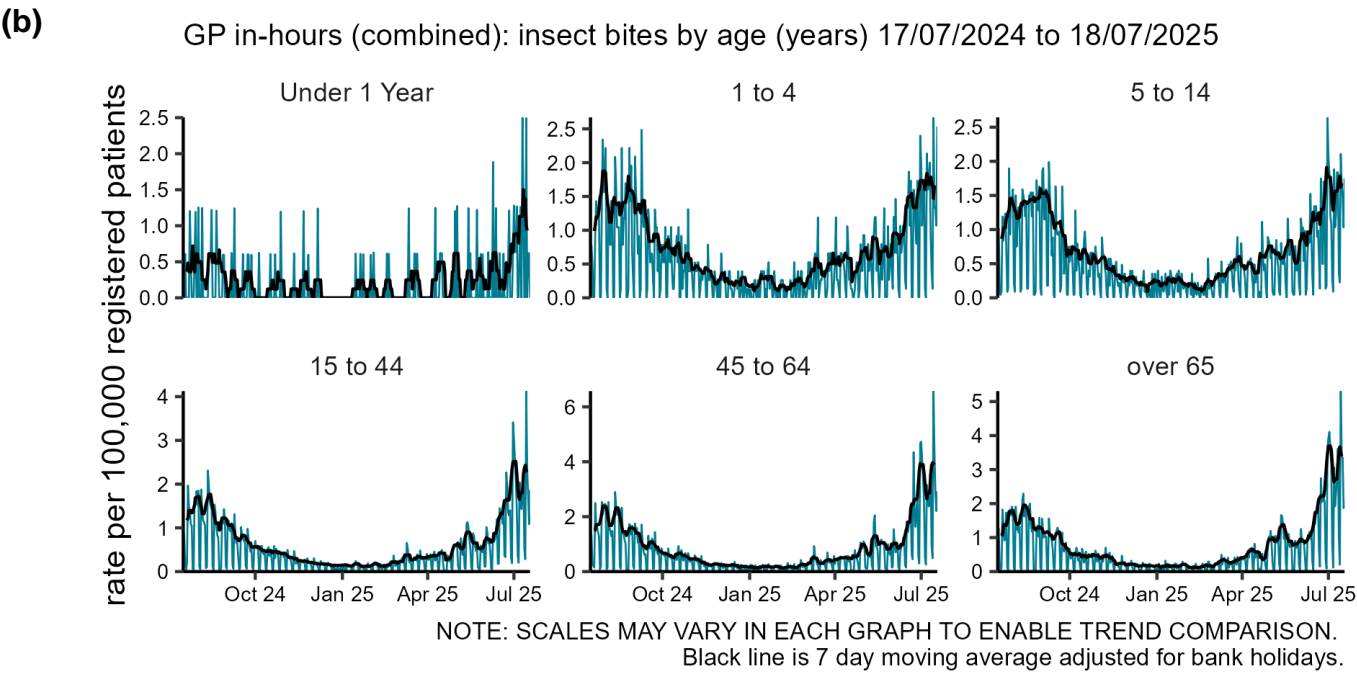 (b)
GP in-hours (combined): insect bites by age (years) 17/07/2024 to 18/07/2025
rate per 100,000 registered patients
Under 1 Year
2.5
2.0
1.5
1.0
0.5
0.0
1 to 4
2.5
2.0
1.5
1.0
0.5
0.0
5 to 14
2.5
2.0
1.5
1.0
0.5
0.0
15 to 44
4
3
2
1
0
Oct 24 Jan 25 Apr 25 Jul 25
45 to 64
6
4
2
0
Oct 24 Jan 25 Apr 25 Jul 25
over 65
5
4
3
2
1
0
Oct 24 Jan 25 Apr 25 Jul 25
NOTE: SCALES MAY VARY IN EACH GRAPH TO ENABLE TREND COMPARISON.
Black line is 7 day moving average adjusted for bank holidays.